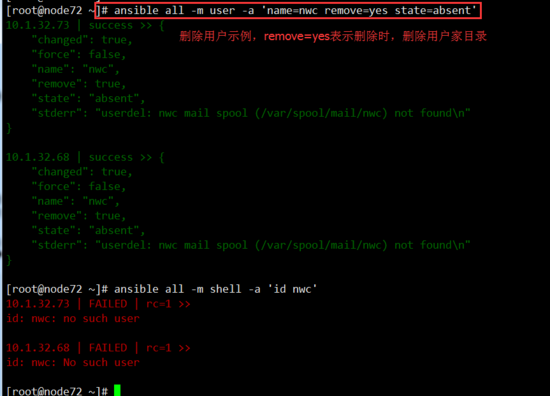 [root@node72 ~]# ansible all -m user -a 'name=nwc remove=yes state=absent'
10.1.32.73 | success >> {
删除用户示例，remove=yes表示删除时，删除用户家目录
"changed": true,
"force": false,
"name": "nwc",
"remove": true,
"state": "absent",
"stderr": "userdel: nwc mail spool (/var/spool/mail/nwc) not found\n"
}
10.1.32.68 | success >> {
"changed": true,
"force": false,
"name": "nwc",
"remove": true,
"state": "absent",
"stderr": "userdel: nwc mail spool (/var/spool/mail/nwc) not found\n"
}
[root@node72 ~]# ansible all -m shell -a 'id nwc'
10.1.32.73 | FAILED | rc=1 >>
id: nwc: no such user
10.1.32.68 | FAILED | rc=1 >>
id: nwc: No such user
[root@node72 ~]#